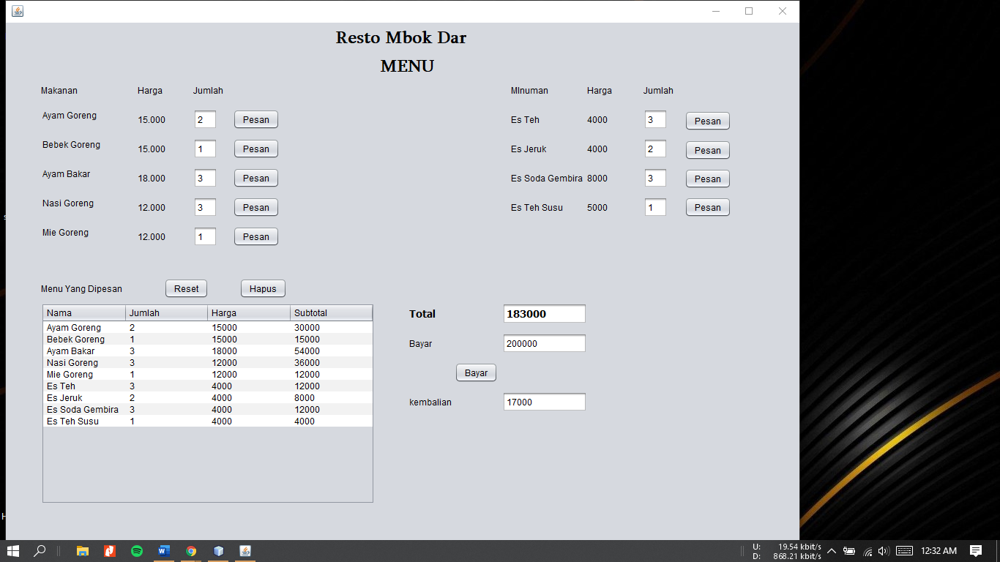 Resto Mbok Dar
MENU
Makanan Harga Jumlah
Ayam Goreng 15.000 2 Pesan
Bebek Goreng 15.000 1 Pesan
Ayam Bakar 18.000 3 Pesan
Nasi Goreng 12.000 3 Pesan
Mie Goreng 12.000 1 Pesan
MInuman Harga Jumlah
Es Teh 4000 3 Pesan
Es Jeruk 4000 2 Pesan
Es Soda Gembira 8000 3 Pesan
Es Teh Susu 5000 1 Pesan
Menu Yang Dipesan Reset Hapus
Nama Jumlah Harga Subtotal
Ayam Goreng 2 15000 30000
Bebek Goreng 1 15000 15000
Ayam Bakar 3 18000 54000
Nasi Goreng 3 12000 36000
Mie Goreng 1 12000 12000
Es Teh 3 4000 12000
Es Jeruk 2 4000 8000
Es Soda Gembira 3 4000 12000
Es Teh Susu 1 4000 4000
Total 183000
Bayar 200000
Bayar
kembalian 17000
U: 19.54 kbit/s
D: 868.21 kbit/s
12:32 AM